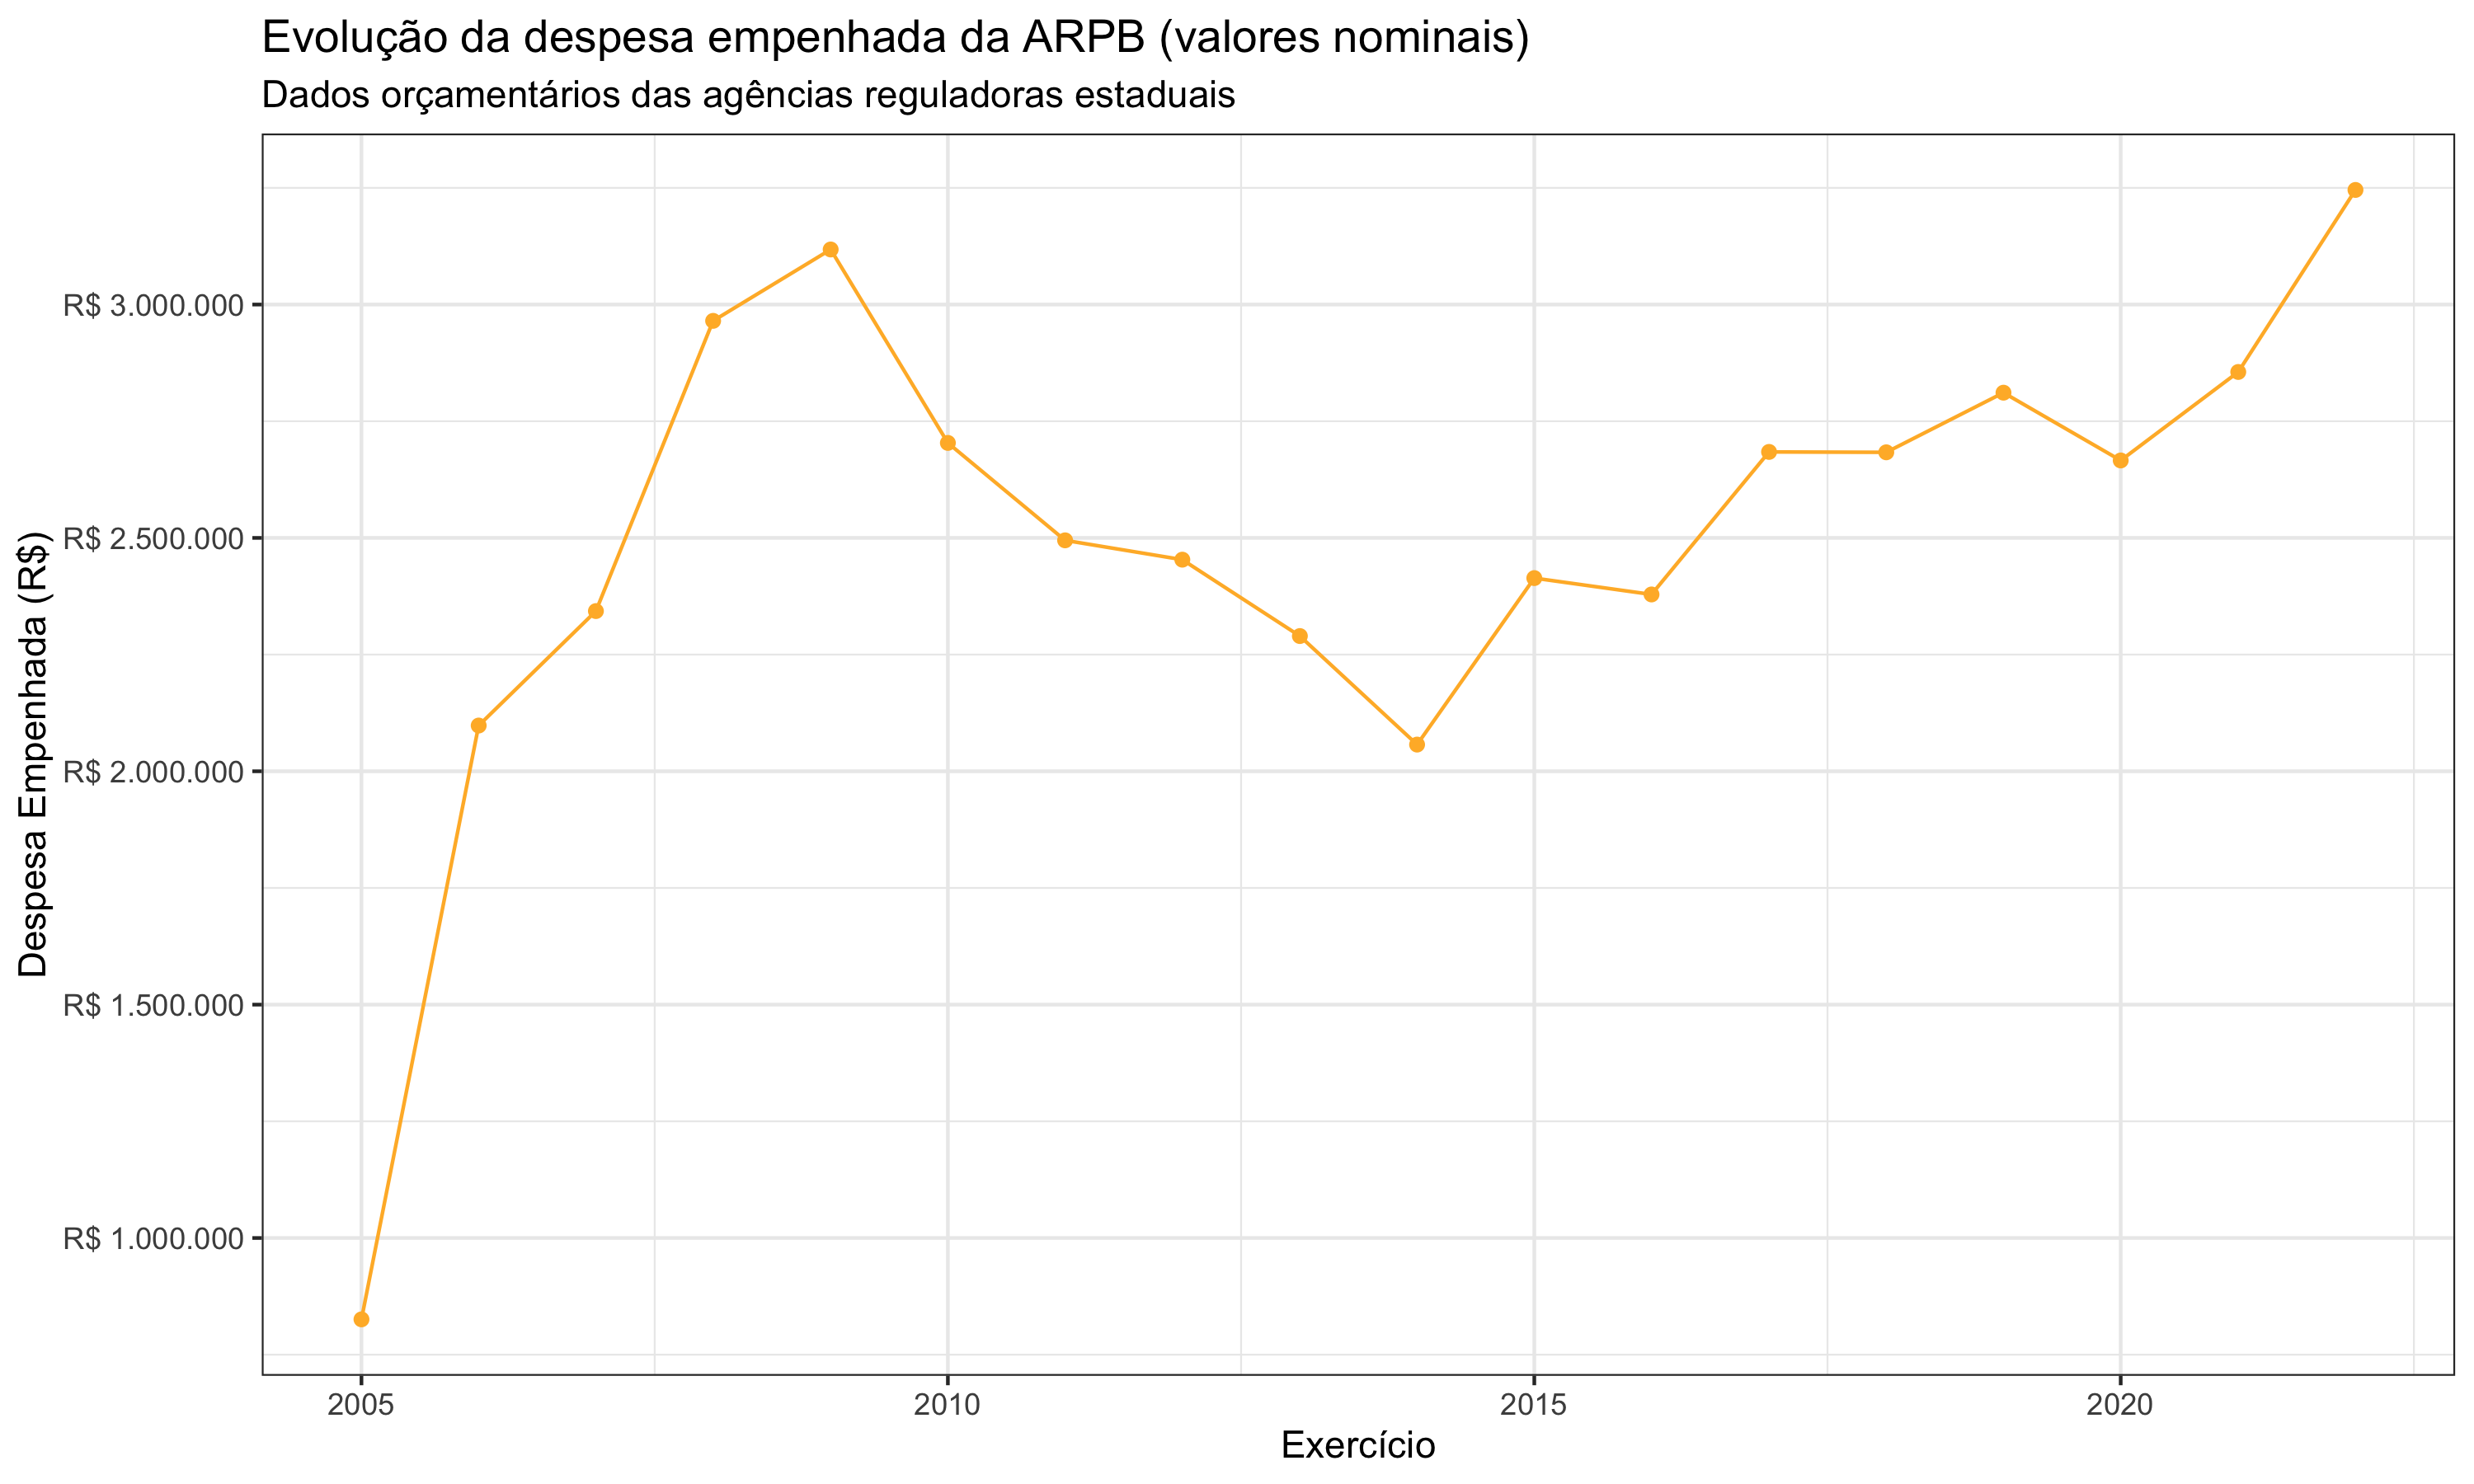 Evolução da despesa empenhada da ARPB (valores nominais)
Dados orçamentários das agências reguladoras estaduais
Despesa Empenhada (R$)
R$ 3.000.000
R$ 2.500.000
R$ 2.000.000
R$ 1.500.000
R$ 1.000.000
2005
2010
2015
2020
Exercício